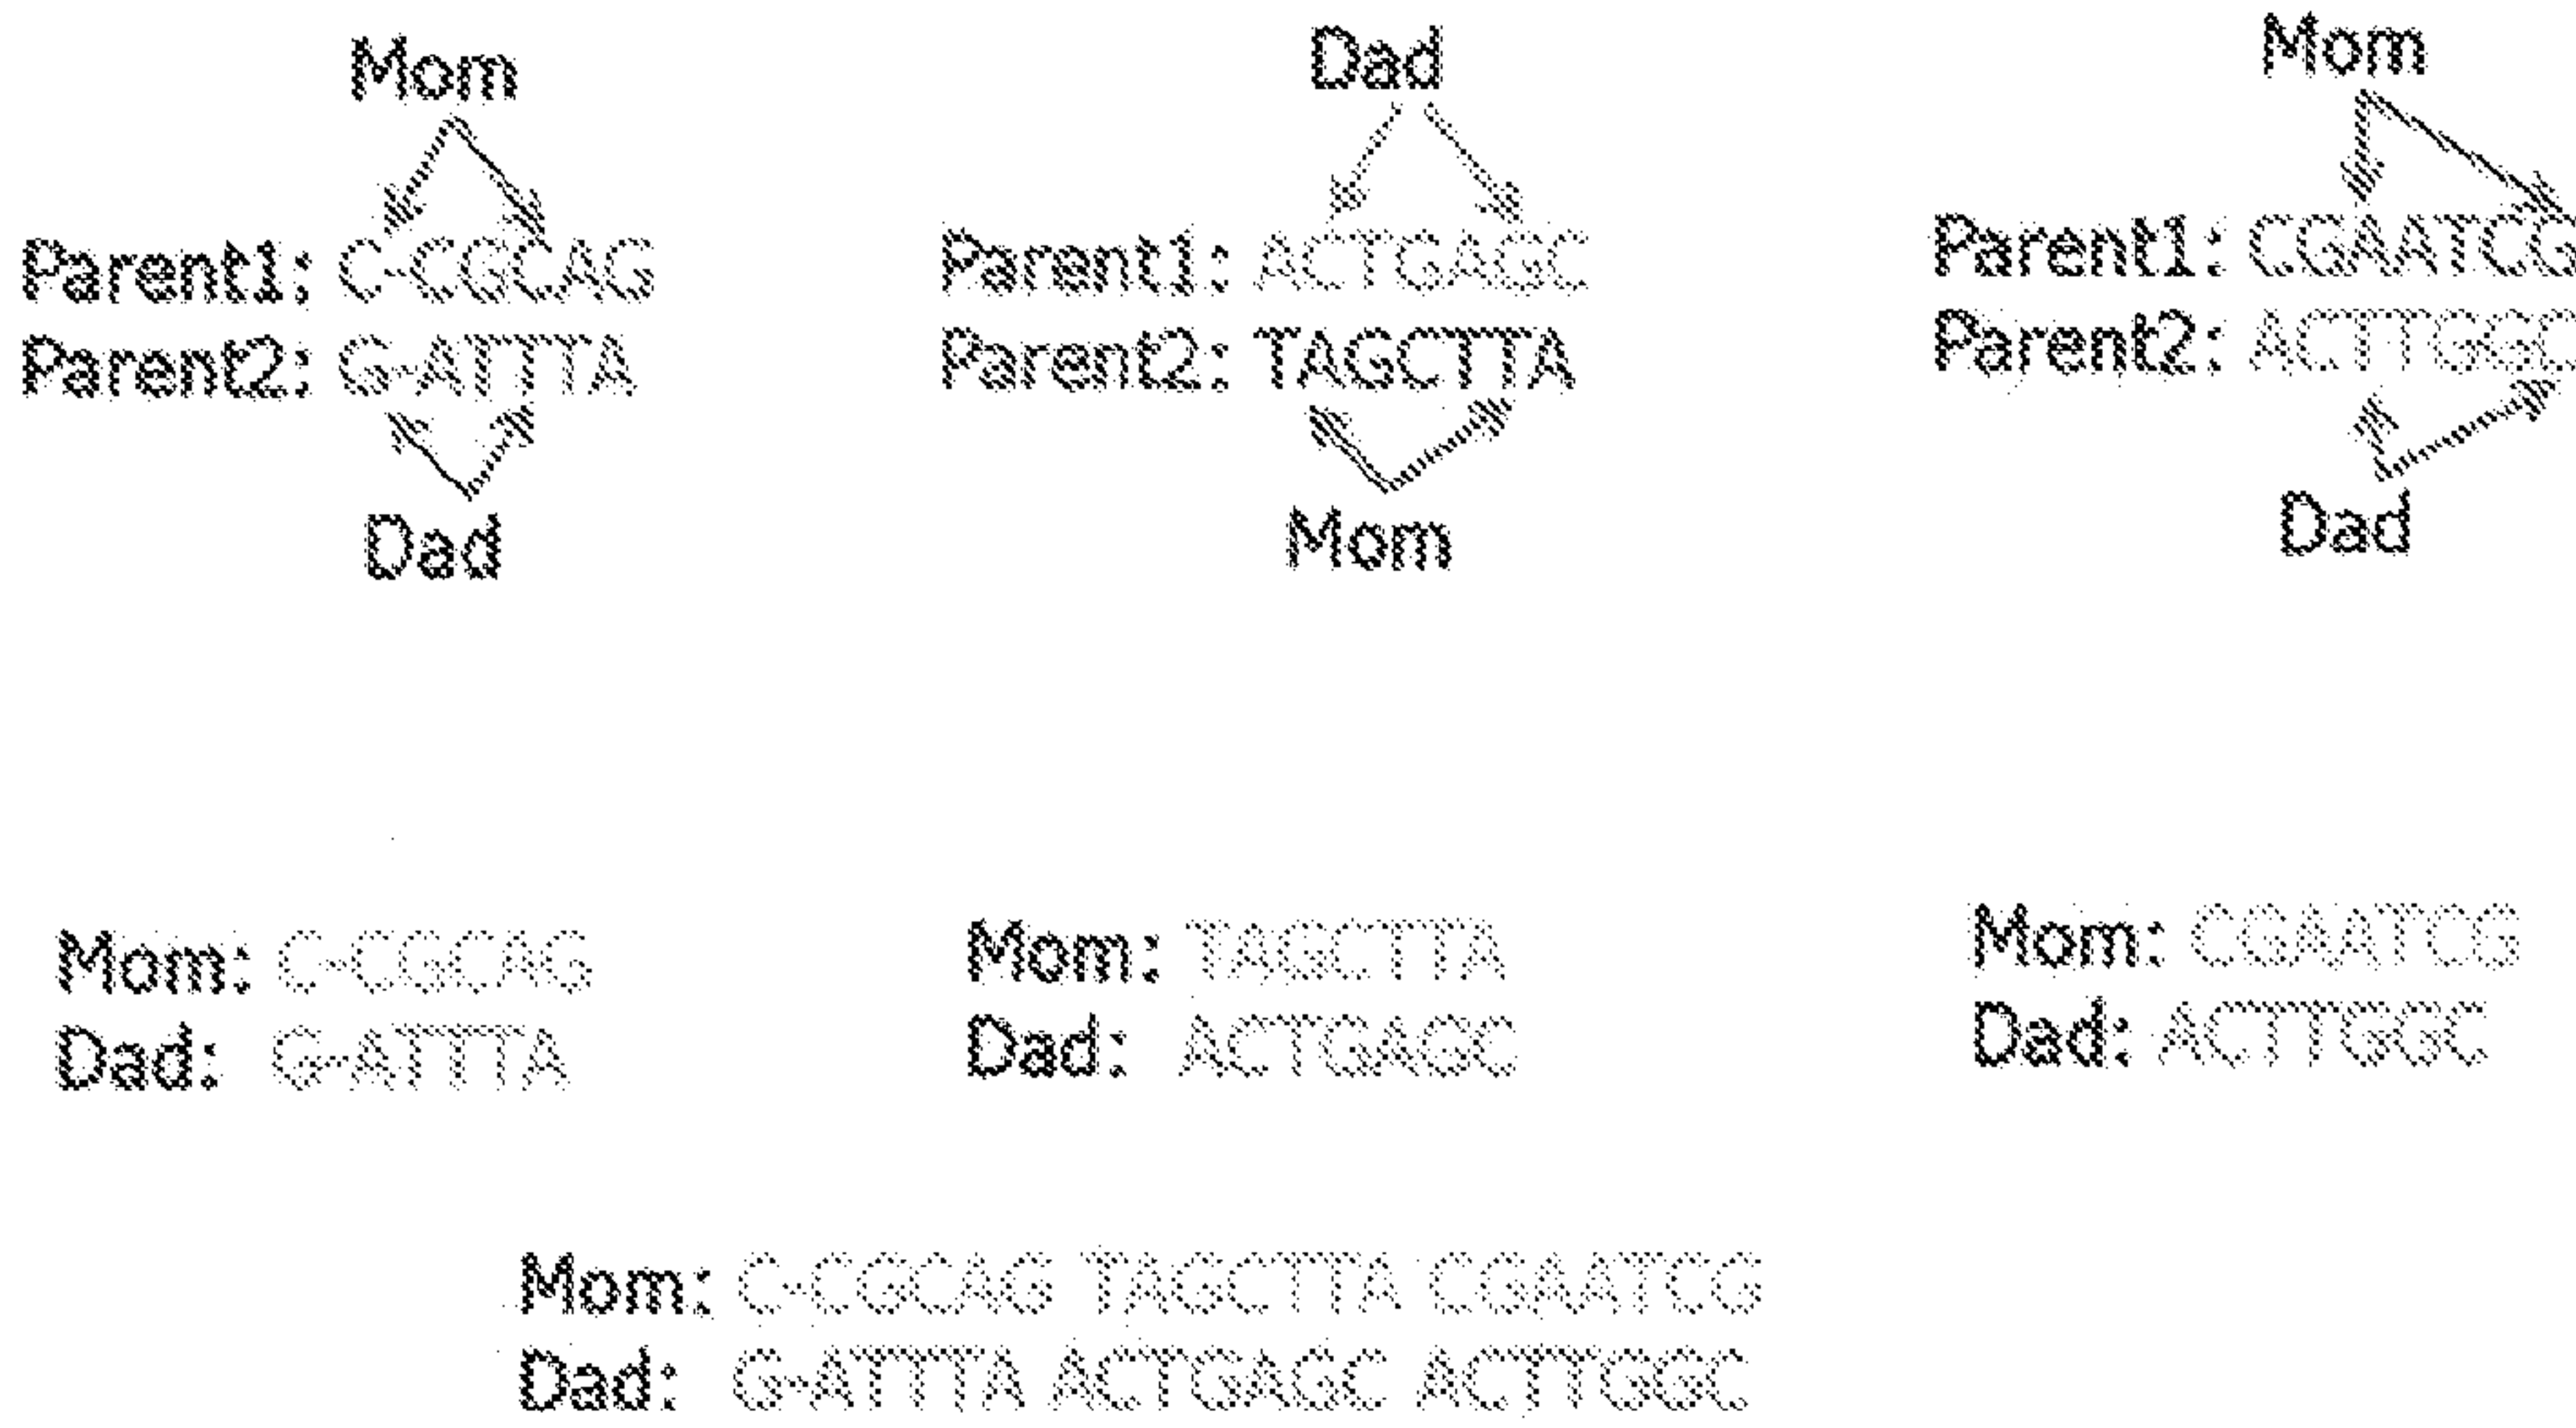 Mom
Dad
Mom
Parent1: C-CGCAG
Parent2: G-ATTTA
Parent1: ACTGAGC
Parent2: TAGCTTA
Parent1: CGAATCG
Parent2: ACTTGGC
Dad
Mom
Dad
Mom: C-CGCAG
Dad: G-ATTTA
Mom: TAGCTTA
Dad: ACTGAGC
Mom: CGAATCG
Dad: ACTTGGC
Mom: C-CGCAG TAGCTTA CGAATCG
Dad: G-ATTTA ACTGAGC ACTTGGC